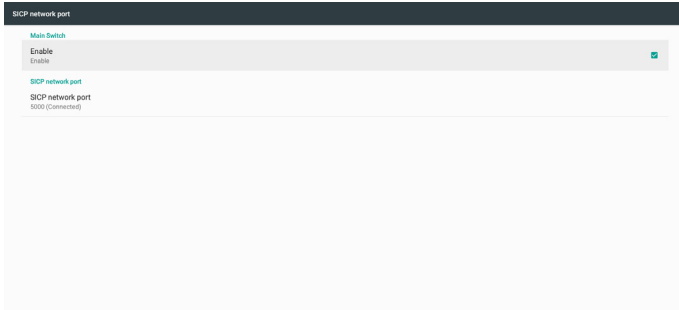 SICP network port
Main Switch
Enable
Enable
SICP network port
SICP network port
5000 (Connected)